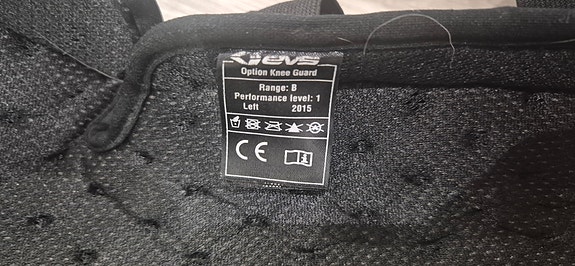 EVS
Option Knee Guard
Range: B
Performance level: 1
Left 2015
CE
i